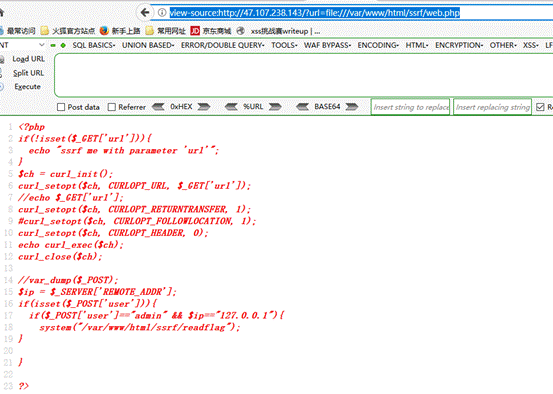 view-source:http://47.107.238.143/?url=file:///var/www/html/ssrf/web.php
最常访问 火狐官方站点 新手上路 常用网址 JD 京东商城 xss挑战赛writeup | ...
NT SQL BASICS UNION BASED ERROR/DOUBLE QUERY TOOLS WAF BYPASS ENCODING HTML ENCRYPTION OTHER XSS LF
Load URL
Split URL
Execute
Post data Referrer 0xHEX %URL BASE64 Insert string to replace Insert replacing string Re
1 <?php
2 if(!isset($_GET['url'])){
3 echo "ssrf me with parameter 'url'";
4 }
5 $ch = curl_init();
6 curl_setopt($ch, CURLOPT_URL, $_GET['url']);
7 //echo $_GET['url'];
8 curl_setopt($ch, CURLOPT_RETURNTRANSFER, 1);
9 #curl_setopt($ch, CURLOPT_FOLLOWLOCATION, 1);
10 curl_setopt($ch, CURLOPT_HEADER, 0);
11 echo curl_exec($ch);
12 curl_close($ch);
13
14 //var_dump($_POST);
15 $ip = $_SERVER['REMOTE_ADDR'];
16 if(isset($_POST['user'])){
17 if($_POST['user']=="admin" && $ip=="127.0.0.1"){
18 system("/var/www/html/ssrf/readflag");
19 }
20
21 }
22
23 ?>